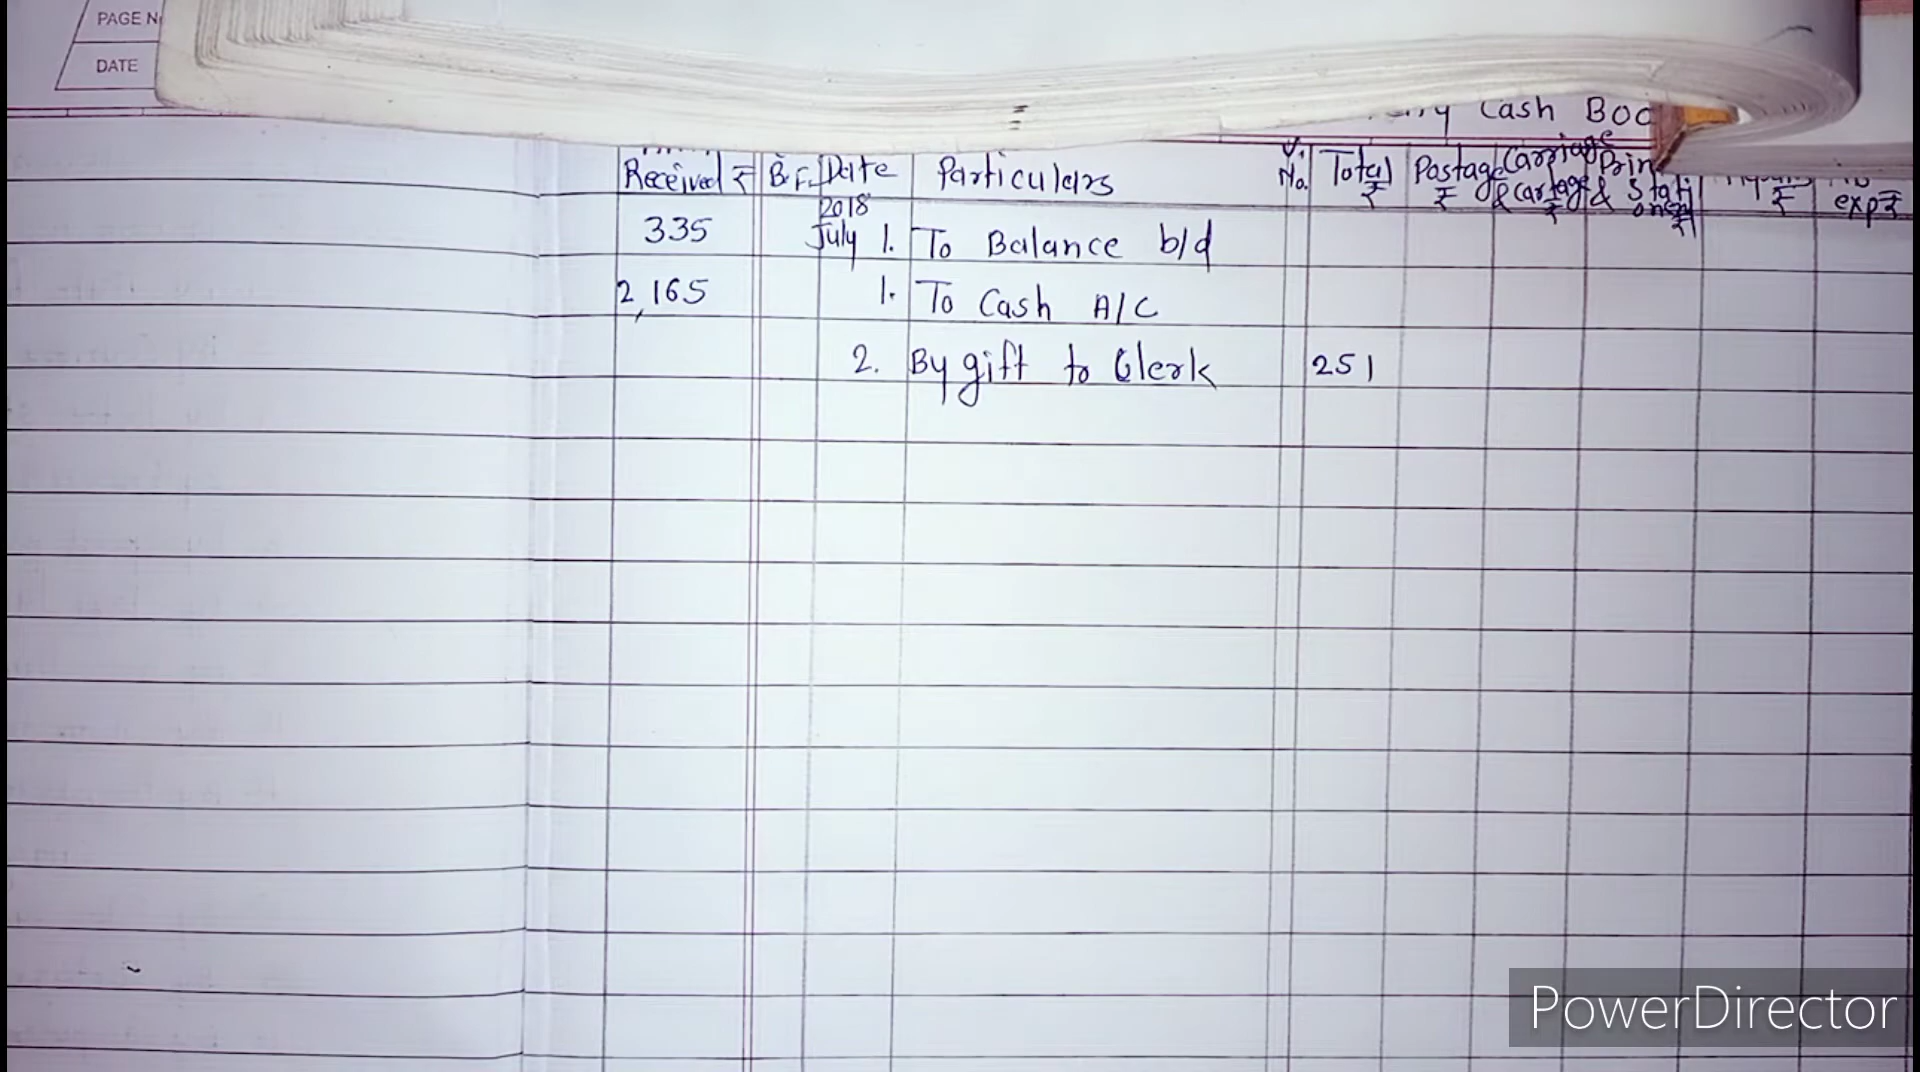 PAGE N
DATE
Cash Boo
Received ₹ B.F. Date Particulars V. No. Total ₹ Postage ₹ Carriage & Cartage ₹ Prin & Stationery ₹ ₹ exp ₹
2018
335 July 1. To Balance b/d
2,165 1. To Cash A/C
2. By gift to Clerk 251
PowerDirector